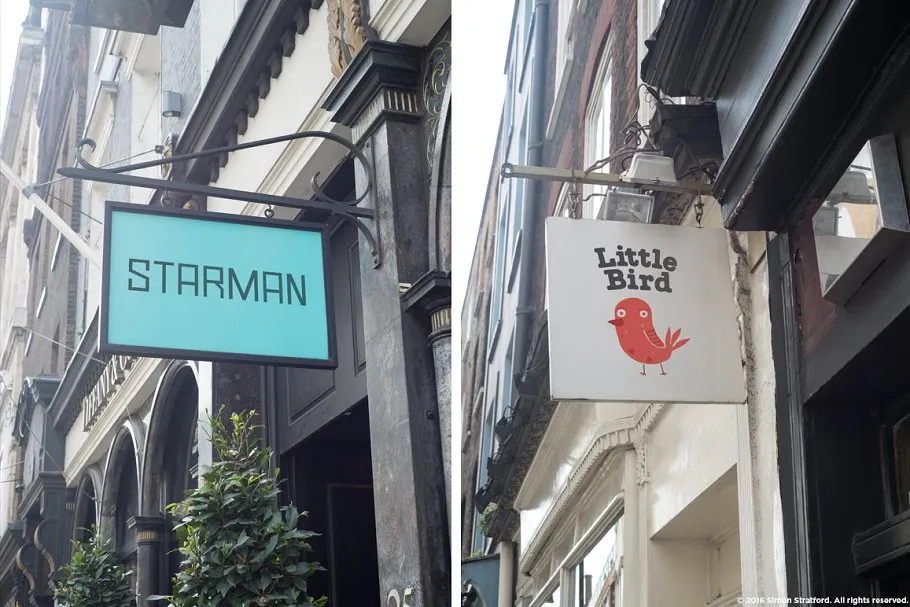 STARMAN
Little
Bird
© 2016 Simon Stratford. All rights reserved.